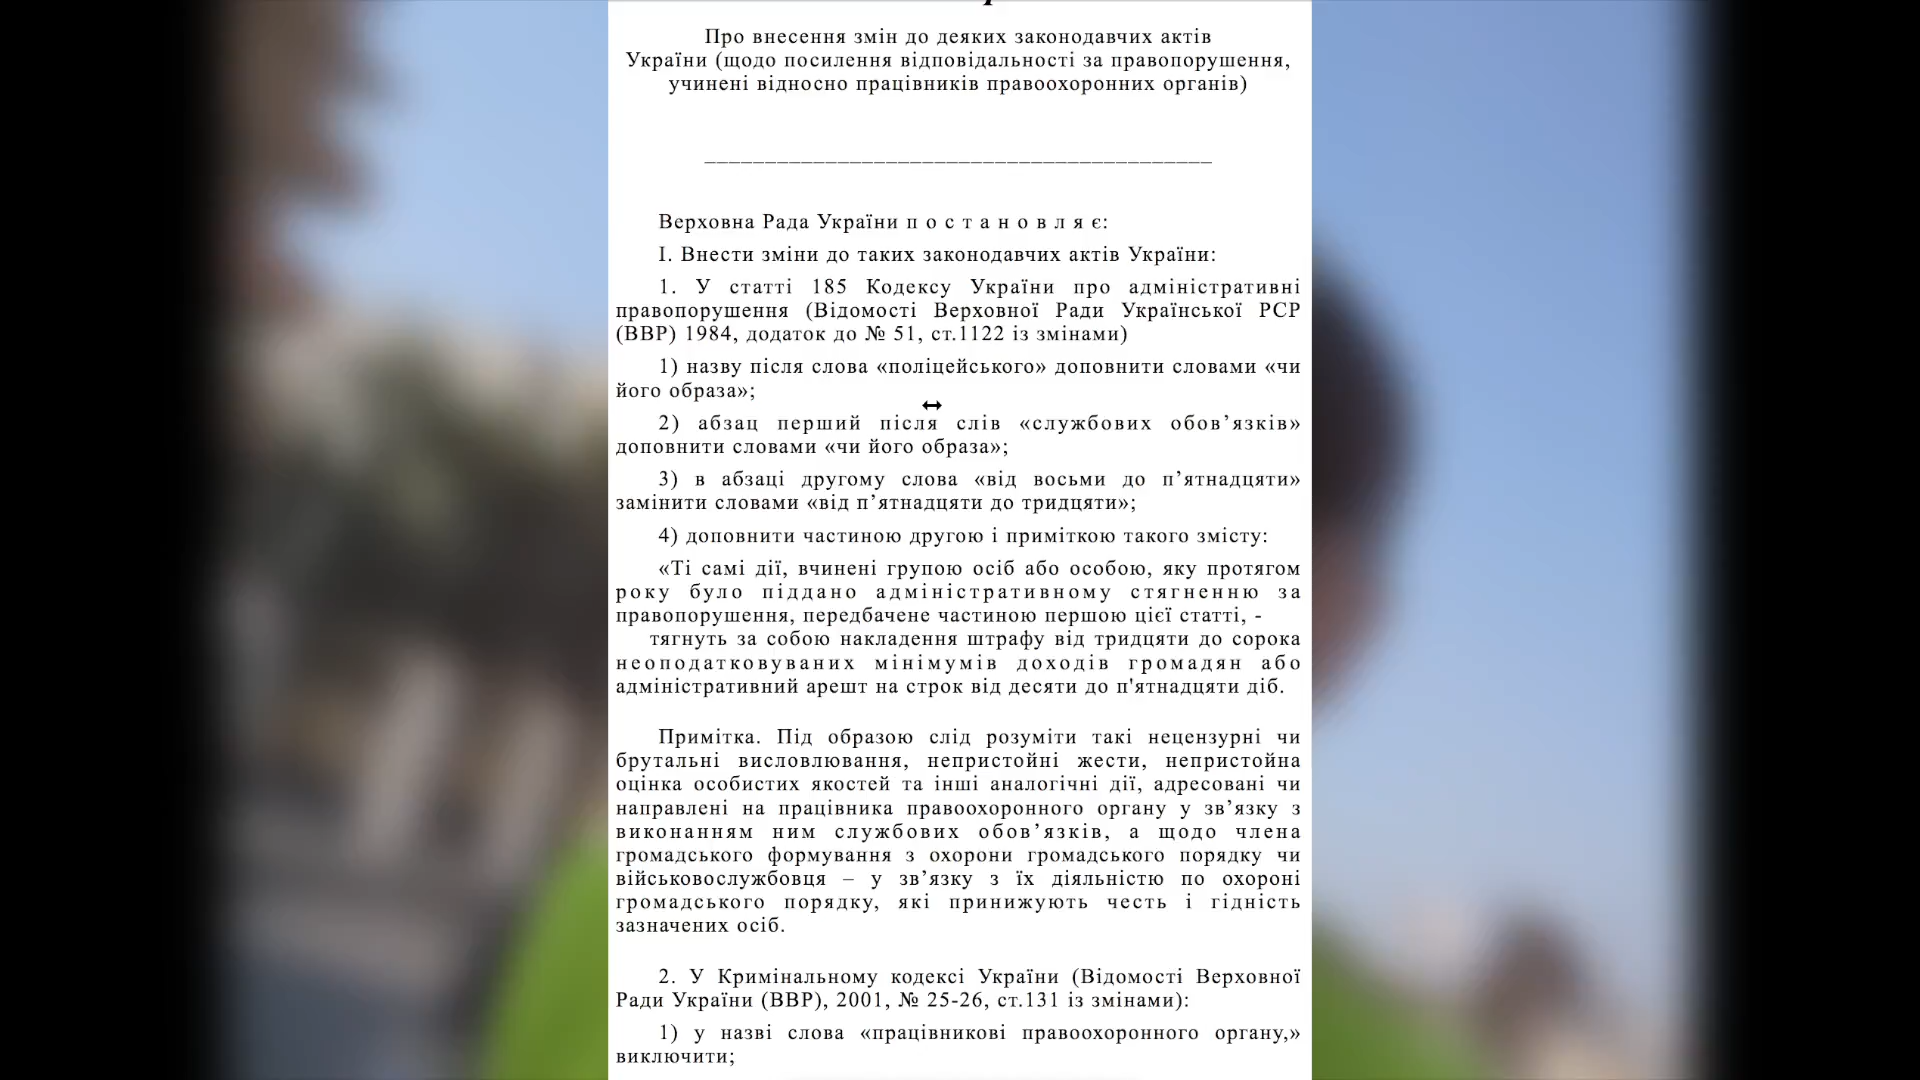 Про внесення змін до деяких законодавчих актів
України (щодо посилення відповідальності за правопорушення,
учинені відносно працівників правоохоронних органів)
__________________________________________
Верховна Рада України п о с т а н о в л я є:
І. Внести зміни до таких законодавчих актів України:
1. У статті 185 Кодексу України про адміністративні
правопорушення (Відомості Верховної Ради Української РСР
(ВВР) 1984, додаток до № 51, ст.1122 із змінами)
1) назву після слова «поліцейського» доповнити словами «чи
його образа»;
2) абзац перший після слів «службових обов’язків»
доповнити словами «чи його образа»;
3) в абзаці другому слова «від восьми до п’ятнадцяти»
замінити словами «від п’ятнадцяти до тридцяти»;
4) доповнити частиною другою і приміткою такого змісту:
«Ті самі дії, вчинені групою осіб або особою, яку протягом
року було піддано адміністративному стягненню за
правопорушення, передбачене частиною першою цієї статті, -
тягнуть за собою накладення штрафу від тридцяти до сорока
неоподатковуваних мінімумів доходів громадян або
адміністративний арешт на строк від десяти до п'ятнадцяти діб.
Примітка. Під образою слід розуміти такі нецензурні чи
брутальні висловлювання, непристойні жести, непристойна
оцінка особистих якостей та інші аналогічні дії, адресовані чи
направлені на працівника правоохоронного органу у зв’язку з
виконанням ним службових обов’язків, а щодо члена
громадського формування з охорони громадського порядку чи
військовослужбовця – у зв’язку з їх діяльністю по охороні
громадського порядку, які принижують честь і гідність
зазначених осіб.
2. У Кримінальному кодексі України (Відомості Верховної
Ради України (ВВР), 2001, № 25-26, ст.131 із змінами):
1) у назві слова «працівникові правоохоронного органу,»
виключити;